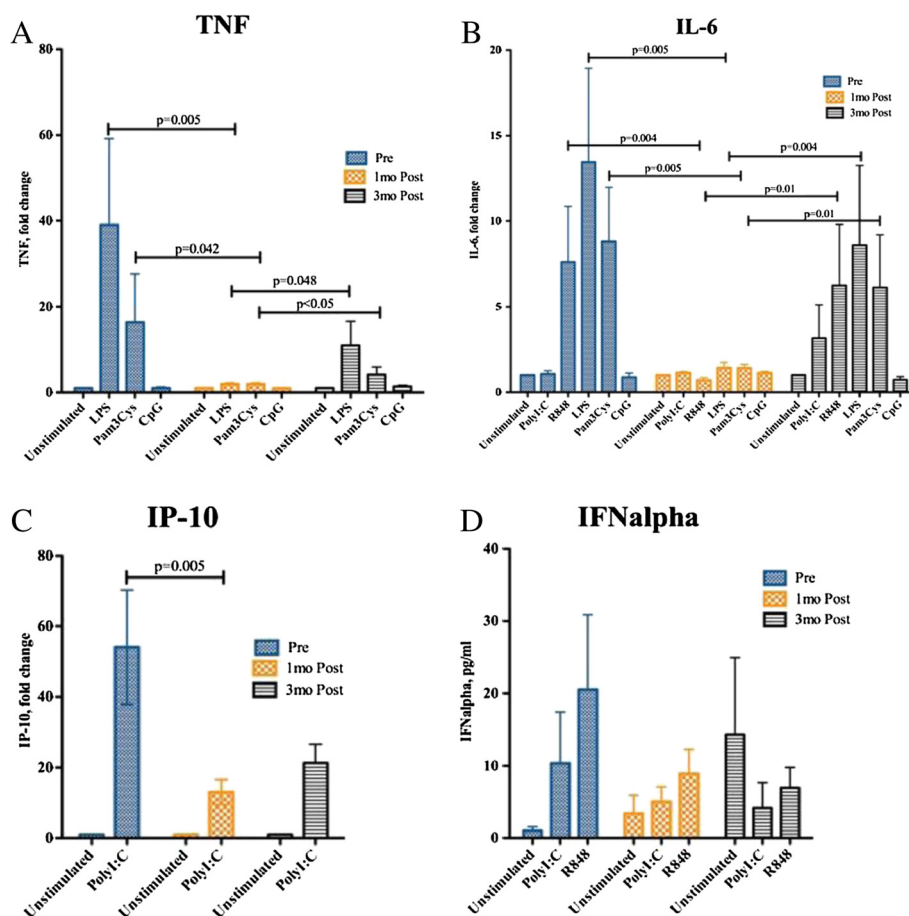 A
TNF
TNF, fold change
80
60
40
20
0
p=0.005
p=0.042
p=0.048
p<0.05
Pre
1mo Post
3mo Post
Unstimulated
LPS
Pam3Cys
CpG
Unstimulated
LPS
Pam3Cys
CpG
Unstimulated
LPS
Pam3Cys
CpG
B
IL-6
IL-6, fold change
20
15
10
5
0
p=0.005
p=0.004
p=0.005
p=0.004
p=0.01
p=0.01
Pre
1mo Post
3mo Post
Unstimulated
Poly1:C
R848
LPS
Pam3Cys
CpG
Unstimulated
Poly1:C
R848
LPS
Pam3Cys
CpG
Unstimulated
Poly1:C
R848
LPS
Pam3Cys
CpG
C
IP-10
IP-10, fold change
80
60
40
20
0
p=0.005
Pre
1mo Post
3mo Post
Unstimulated
Poly1:C
Unstimulated
Poly1:C
Unstimulated
Poly1:C
D
IFNalpha
IFNalpha, pg/ml
40
30
20
10
0
Pre
1mo Post
3mo Post
Unstimulated
Poly1:C
R848
Unstimulated
Poly1:C
R848
Unstimulated
Poly1:C
R848